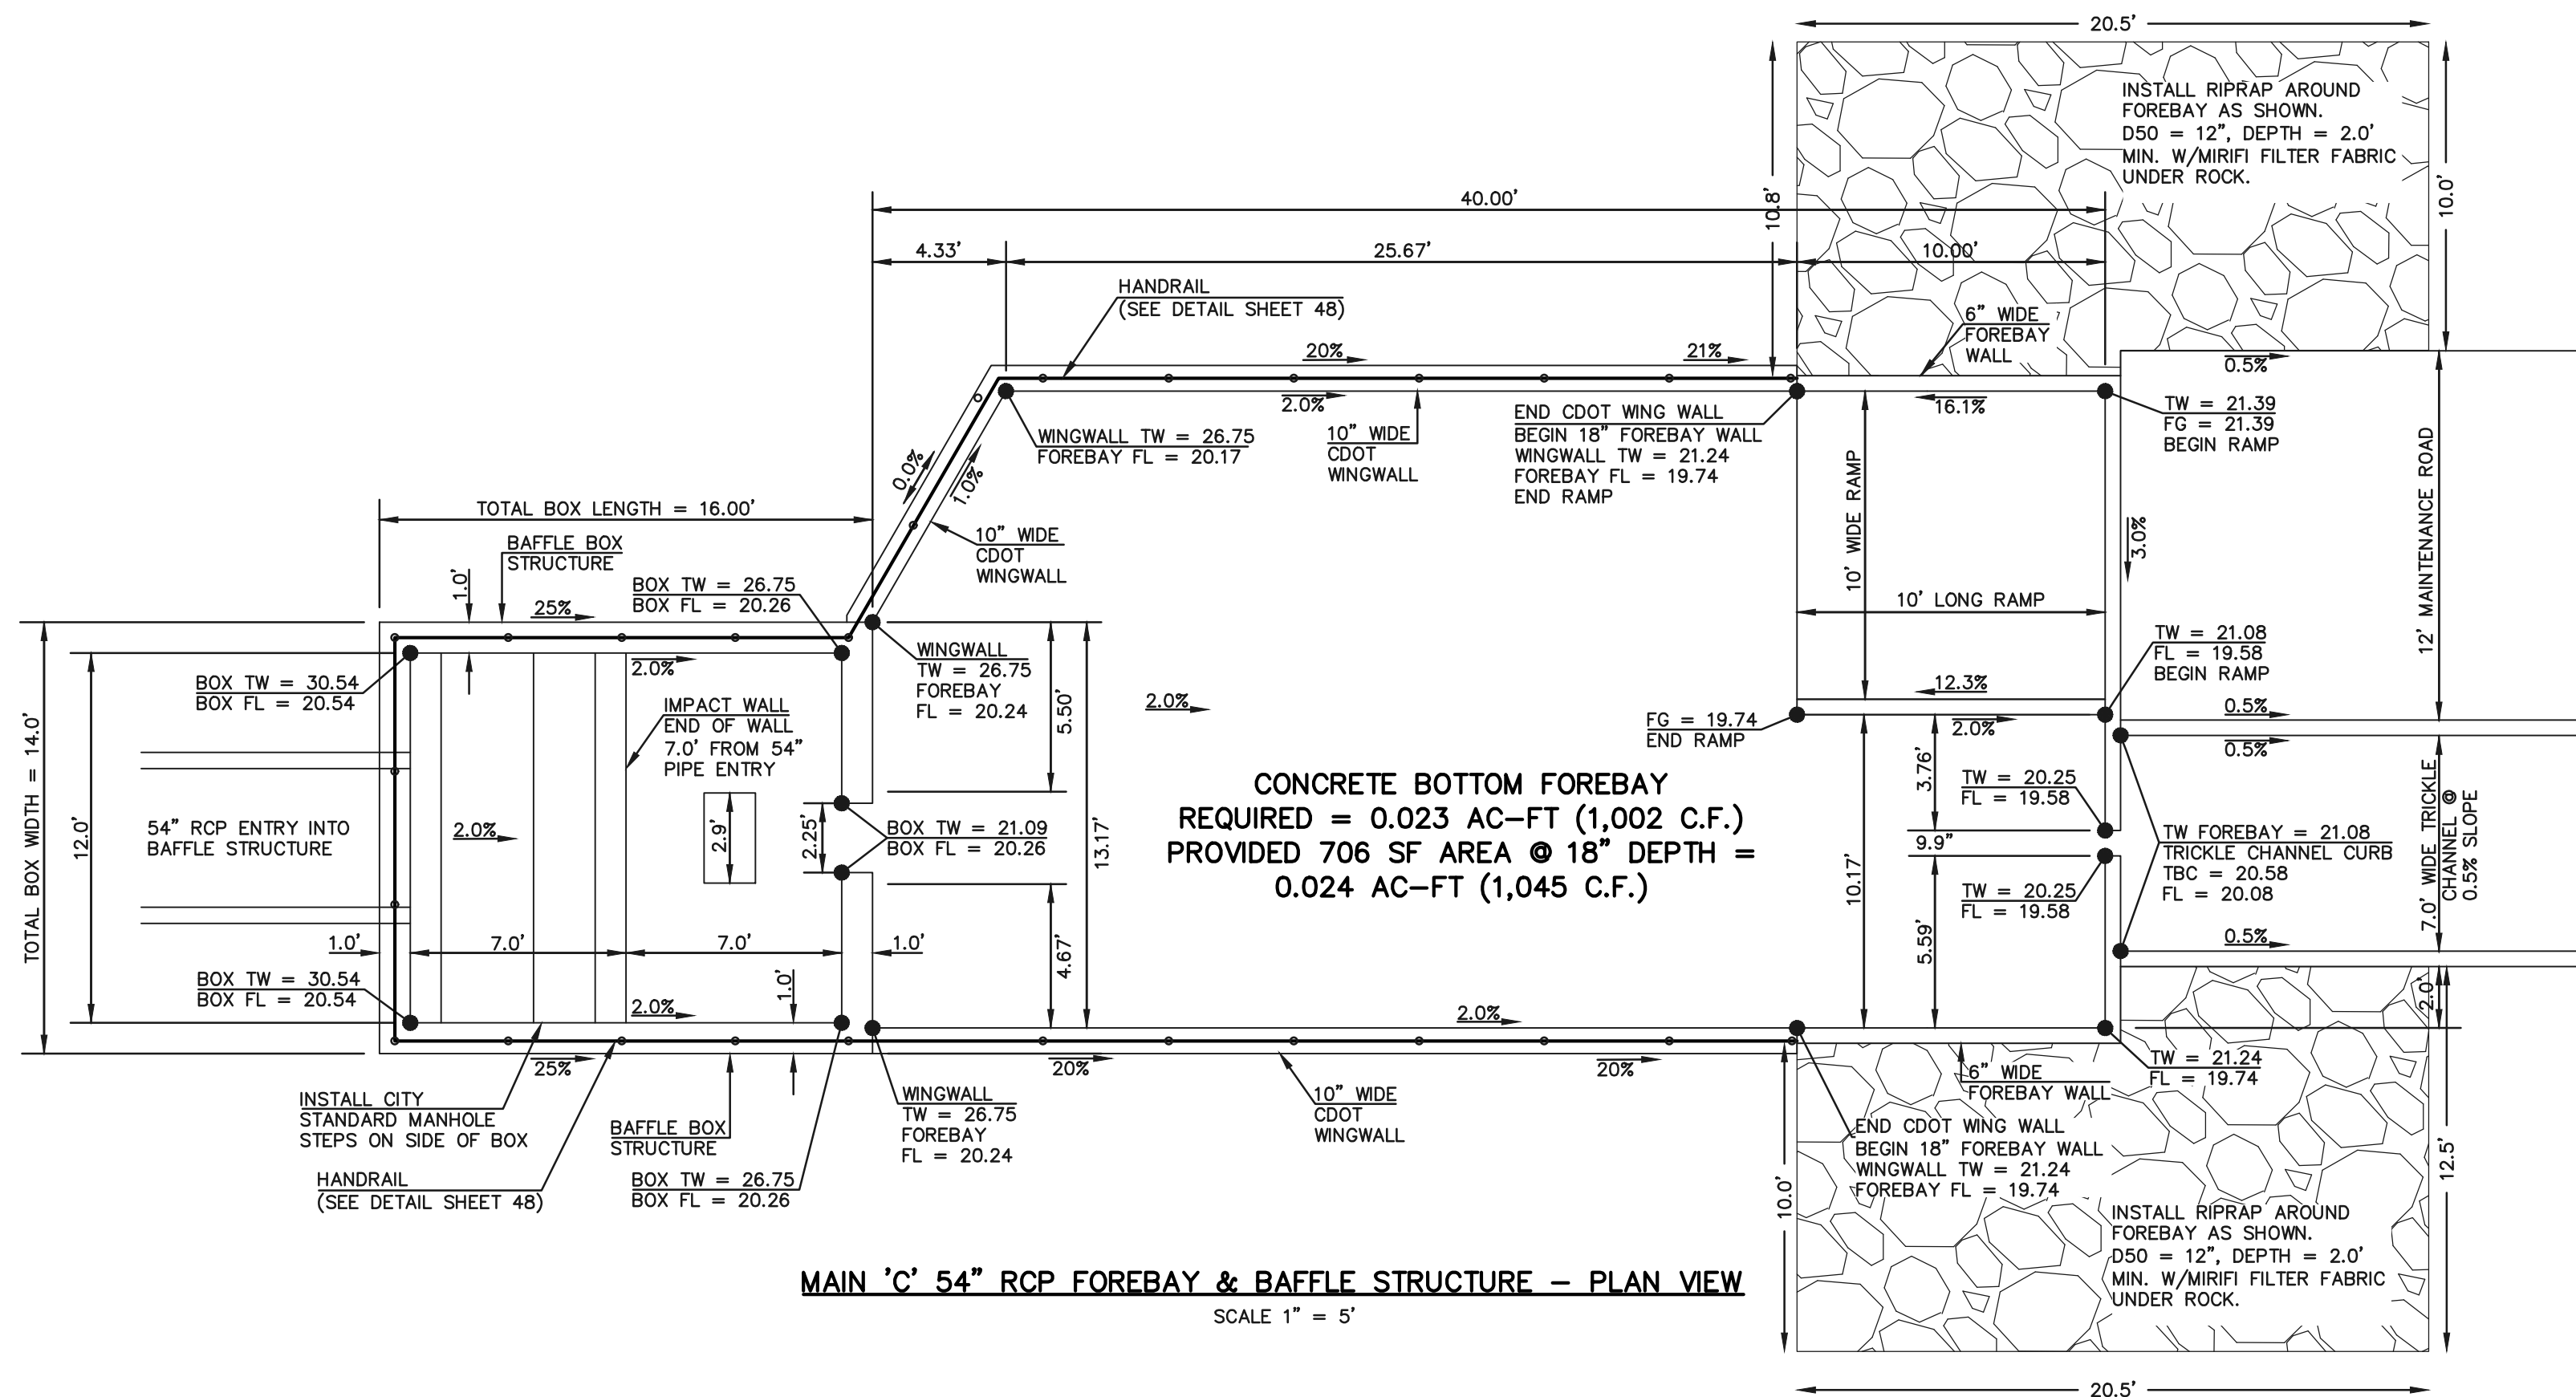 20.5'
INSTALL RIPRAP AROUND
FOREBAY AS SHOWN.
D50 = 12", DEPTH = 2.0'
MIN. W/MIRIFI FILTER FABRIC
UNDER ROCK.
10.8'
10.0'
40.00'
4.33'
25.67'
10.00'
HANDRAIL
(SEE DETAIL SHEET 48)
6" WIDE
FOREBAY
WALL
20%
21%
0.5%
2.0%
16.1%
WINGWALL TW = 26.75
FOREBAY FL = 20.17
10" WIDE
CDOT
WINGWALL
END CDOT WING WALL
BEGIN 18" FOREBAY WALL
WINGWALL TW = 21.24
FOREBAY FL = 19.74
END RAMP
TW = 21.39
FG = 21.39
BEGIN RAMP
0.0%
1.0%
10" WIDE
CDOT
WINGWALL
10' WIDE RAMP
3.0%
12' MAINTENANCE ROAD
TOTAL BOX LENGTH = 16.00'
BAFFLE BOX
STRUCTURE
1.0'
25%
BOX TW = 26.75
BOX FL = 20.26
10' LONG RAMP
2.0%
WINGWALL
TW = 26.75
FOREBAY
FL = 20.24
5.50'
TW = 21.08
FL = 19.58
BEGIN RAMP
BOX TW = 30.54
BOX FL = 20.54
2.0%
12.3%
IMPACT WALL
END OF WALL
7.0' FROM 54"
PIPE ENTRY
FG = 19.74
END RAMP
2.0%
0.5%
0.5%
TOTAL BOX WIDTH = 14.0'
12.0'
54" RCP ENTRY INTO
BAFFLE STRUCTURE
2.0%
2.9'
2.25'
BOX TW = 21.09
BOX FL = 20.26
13.17'
CONCRETE BOTTOM FOREBAY
REQUIRED = 0.023 AC-FT (1,002 C.F.)
PROVIDED 706 SF AREA @ 18" DEPTH =
0.024 AC-FT (1,045 C.F.)
10.17'
3.76'
TW = 20.25
FL = 19.58
9.9"
TW = 20.25
FL = 19.58
5.59'
TW FOREBAY = 21.08
TRICKLE CHANNEL CURB
TBC = 20.58
FL = 20.08
7.0' WIDE TRICKLE
CHANNEL @
0.5% SLOPE
1.0'
7.0'
7.0'
1.0'
4.67'
0.5%
BOX TW = 30.54
BOX FL = 20.54
2.0%
1.0'
2.0%
2.0'
25%
20%
20%
TW = 21.24
FL = 19.74
INSTALL CITY
STANDARD MANHOLE
STEPS ON SIDE OF BOX
BAFFLE BOX
STRUCTURE
WINGWALL
TW = 26.75
FOREBAY
FL = 20.24
10" WIDE
CDOT
WINGWALL
6" WIDE
FOREBAY WALL
END CDOT WING WALL
BEGIN 18" FOREBAY WALL
WINGWALL TW = 21.24
FOREBAY FL = 19.74
12.5'
10.0'
HANDRAIL
(SEE DETAIL SHEET 48)
BOX TW = 26.75
BOX FL = 20.26
INSTALL RIPRAP AROUND
FOREBAY AS SHOWN.
D50 = 12", DEPTH = 2.0'
MIN. W/MIRIFI FILTER FABRIC
UNDER ROCK.
MAIN 'C' 54" RCP FOREBAY & BAFFLE STRUCTURE - PLAN VIEW
SCALE 1" = 5'
20.5'